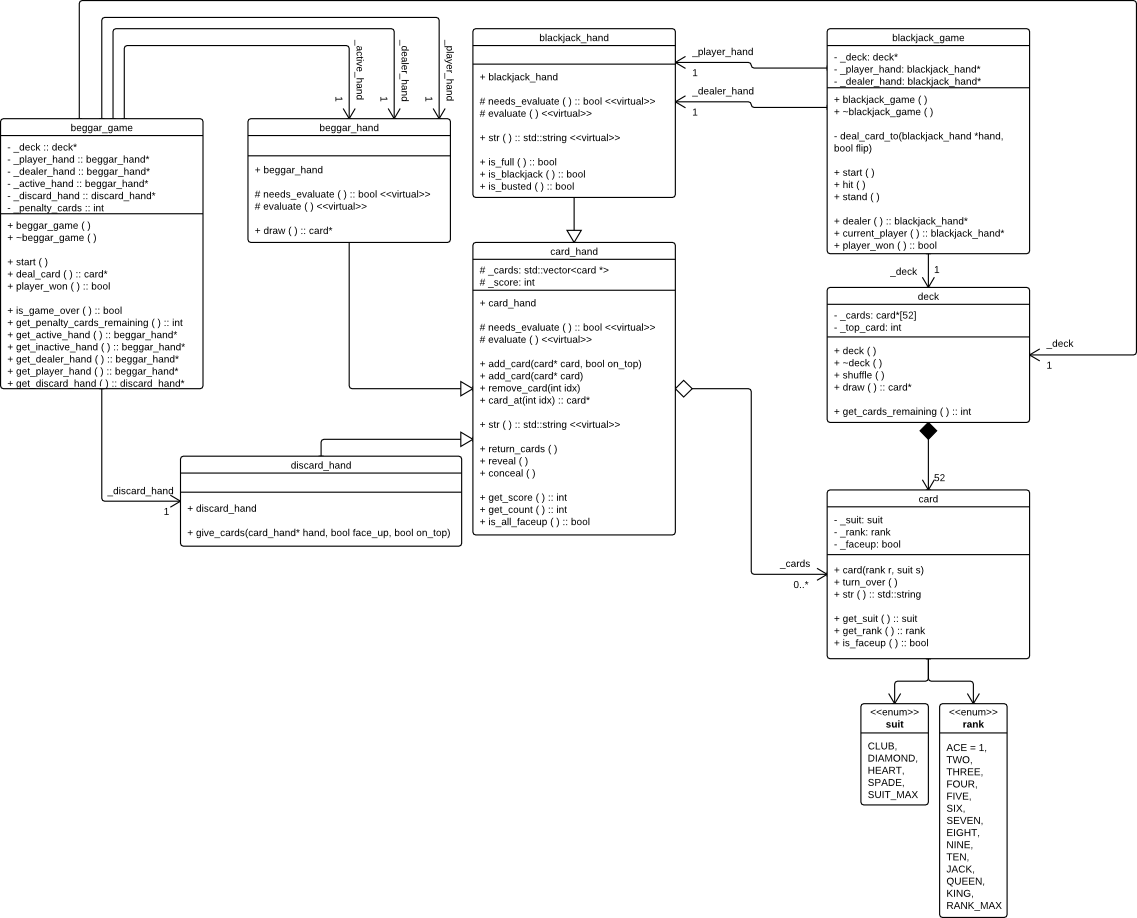 beggar_game
- _deck :: deck*
- _player_hand :: beggar_hand*
- _dealer_hand :: beggar_hand*
- _active_hand :: beggar_hand*
- _discard_hand :: discard_hand*
- _penalty_cards :: int
+ beggar_game ( )
+ ~beggar_game ( )
+ start ( )
+ deal_card ( ) :: card*
+ player_won ( ) :: bool
+ is_game_over ( ) :: bool
+ get_penalty_cards_remaining ( ) :: int
+ get_active_hand ( ) :: beggar_hand*
+ get_inactive_hand ( ) :: beggar_hand*
+ get_dealer_hand ( ) :: beggar_hand*
+ get_player_hand ( ) :: beggar_hand*
+ get_discard_hand ( ) :: discard_hand*
_active_hand
1
_dealer_hand
1
_player_hand
1
beggar_hand
+ beggar_hand
# needs_evaluate ( ) :: bool <<virtual>>
# evaluate ( ) <<virtual>>
+ draw ( ) :: card*
_discard_hand
1
discard_hand
+ discard_hand
+ give_cards(card_hand* hand, bool face_up, bool on_top)
blackjack_hand
+ blackjack_hand
# needs_evaluate ( ) :: bool <<virtual>>
# evaluate ( ) <<virtual>>
+ str ( ) :: std::string <<virtual>>
+ is_full ( ) :: bool
+ is_blackjack ( ) :: bool
+ is_busted ( ) :: bool
card_hand
# _cards: std::vector<card *>
# _score: int
+ card_hand
# needs_evaluate ( ) :: bool <<virtual>>
# evaluate ( ) <<virtual>>
+ add_card(card* card, bool on_top)
+ add_card(card* card)
+ remove_card(int idx)
+ card_at(int idx) :: card*
+ str ( ) :: std::string <<virtual>>
+ return_cards ( )
+ reveal ( )
+ conceal ( )
+ get_score ( ) :: int
+ get_count ( ) :: int
+ is_all_faceup ( ) :: bool
_player_hand
1
_dealer_hand
1
blackjack_game
- _deck: deck*
- _player_hand: blackjack_hand*
- _dealer_hand: blackjack_hand*
+ blackjack_game ( )
+ ~blackjack_game ( )
- deal_card_to(blackjack_hand *hand,
bool flip)
+ start ( )
+ hit ( )
+ stand ( )
+ dealer ( ) :: blackjack_hand*
+ current_player ( ) :: blackjack_hand*
+ player_won ( ) :: bool
_deck
1
deck
- _cards: card*[52]
- _top_card: int
+ deck ( )
+ ~deck ( )
+ shuffle ( )
+ draw ( ) :: card*
+ get_cards_remaining ( ) :: int
_deck
1
52
_cards
0..*
card
- _suit: suit
- _rank: rank
- _faceup: bool
+ card(rank r, suit s)
+ turn_over ( )
+ str ( ) :: std::string
+ get_suit ( ) :: suit
+ get_rank ( ) :: rank
+ is_faceup ( ) :: bool
<<enum>>
suit
CLUB,
DIAMOND,
HEART,
SPADE,
SUIT_MAX
<<enum>>
rank
ACE = 1,
TWO,
THREE,
FOUR,
FIVE,
SIX,
SEVEN,
EIGHT,
NINE,
TEN,
JACK,
QUEEN,
KING,
RANK_MAX